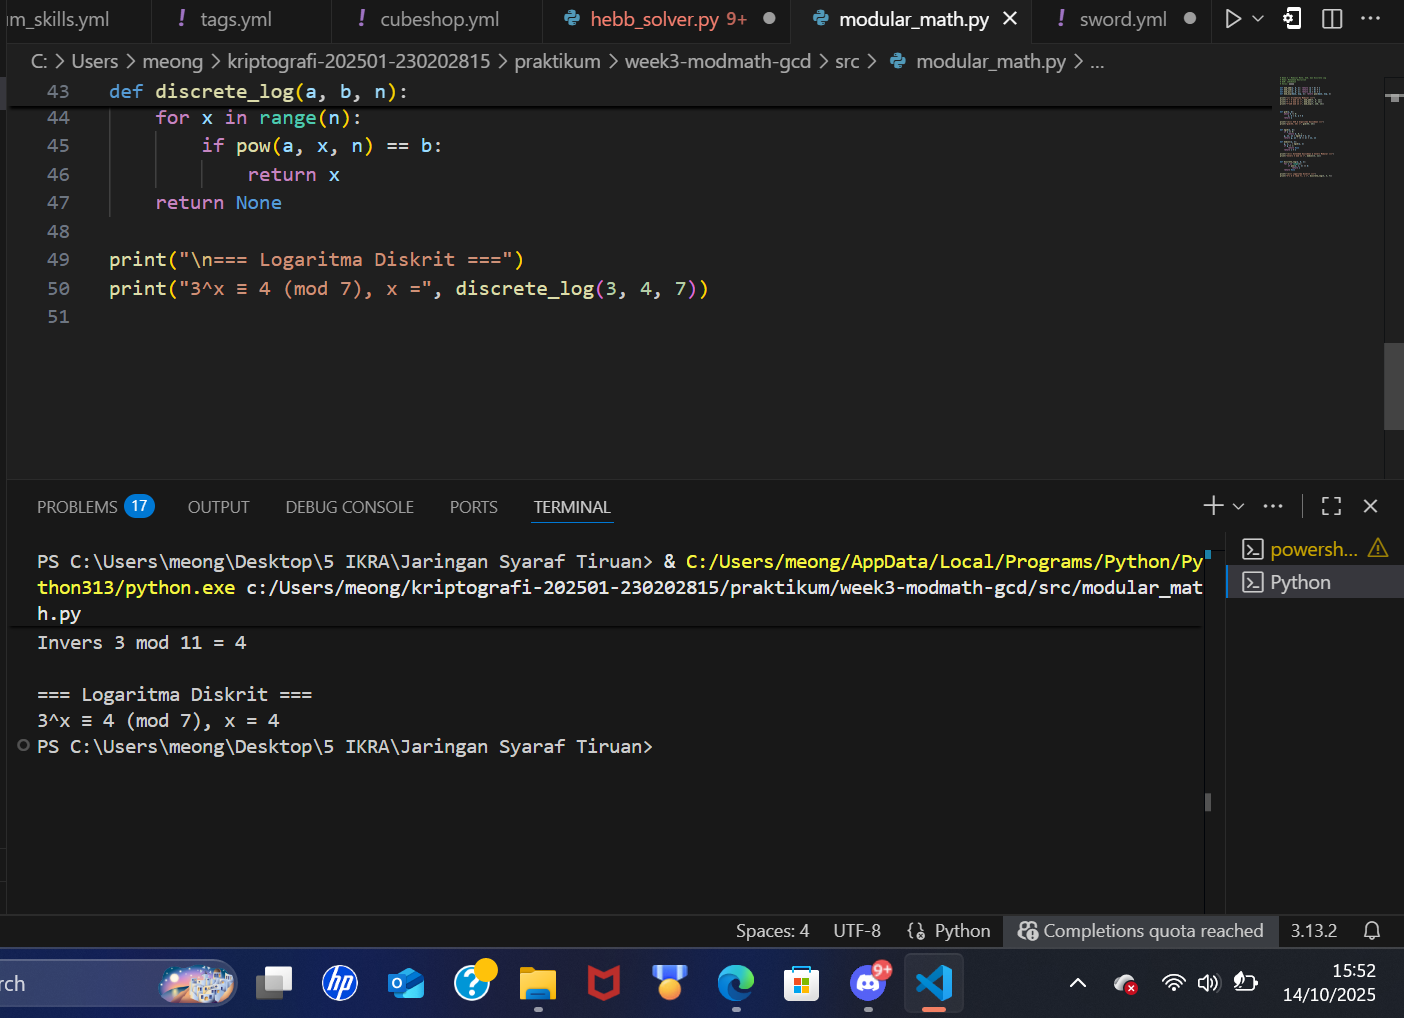 um_skills.yml ! tags.yml ! cubeshop.yml hebb_solver.py 9+ modular_math.py ! sword.yml
C: > Users > meong > kriptografi-202501-230202815 > praktikum > week3-modmath-gcd > src > modular_math.py > ...
43 def discrete_log(a, b, n):
44 for x in range(n):
45 if pow(a, x, n) == b:
46 return x
47 return None
48
49 print("\n=== Logaritma Diskrit ===")
50 print("3^x ≡ 4 (mod 7), x =", discrete_log(3, 4, 7))
51
PROBLEMS 17 OUTPUT DEBUG CONSOLE PORTS TERMINAL
PS C:\Users\meong\Desktop\5 IKRA\Jaringan Syaraf Tiruan> & C:/Users/meong/AppData/Local/Programs/Python/Py
thon313/python.exe c:/Users/meong/kriptografi-202501-230202815/praktikum/week3-modmath-gcd/src/modular_mat
h.py
Invers 3 mod 11 = 4
=== Logaritma Diskrit ===
3^x ≡ 4 (mod 7), x = 4
PS C:\Users\meong\Desktop\5 IKRA\Jaringan Syaraf Tiruan>
powersh...
Python
Spaces: 4 UTF-8 Python Completions quota reached 3.13.2
rch
hp
9+
15:52
14/10/2025